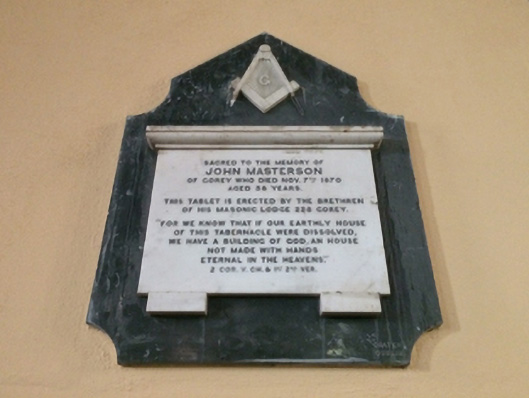 G
SACRED TO THE MEMORY OF
JOHN MASTERSON
OF GOREY WHO DIED NOV. 7TH 1870
AGED 58 YEARS.
THIS TABLET IS ERECTED BY THE BRETHREN
OF HIS MASONIC LODGE 228 GOREY.
"FOR WE KNOW THAT IF OUR EARTHLY HOUSE
OF THIS TABERNACLE WERE DISSOLVED,
WE HAVE A BUILDING OF GOD, AN HOUSE
NOT MADE WITH HANDS
ETERNAL IN THE HEAVENS."
2 COR. V. CH. & 1ST 2ND VER.